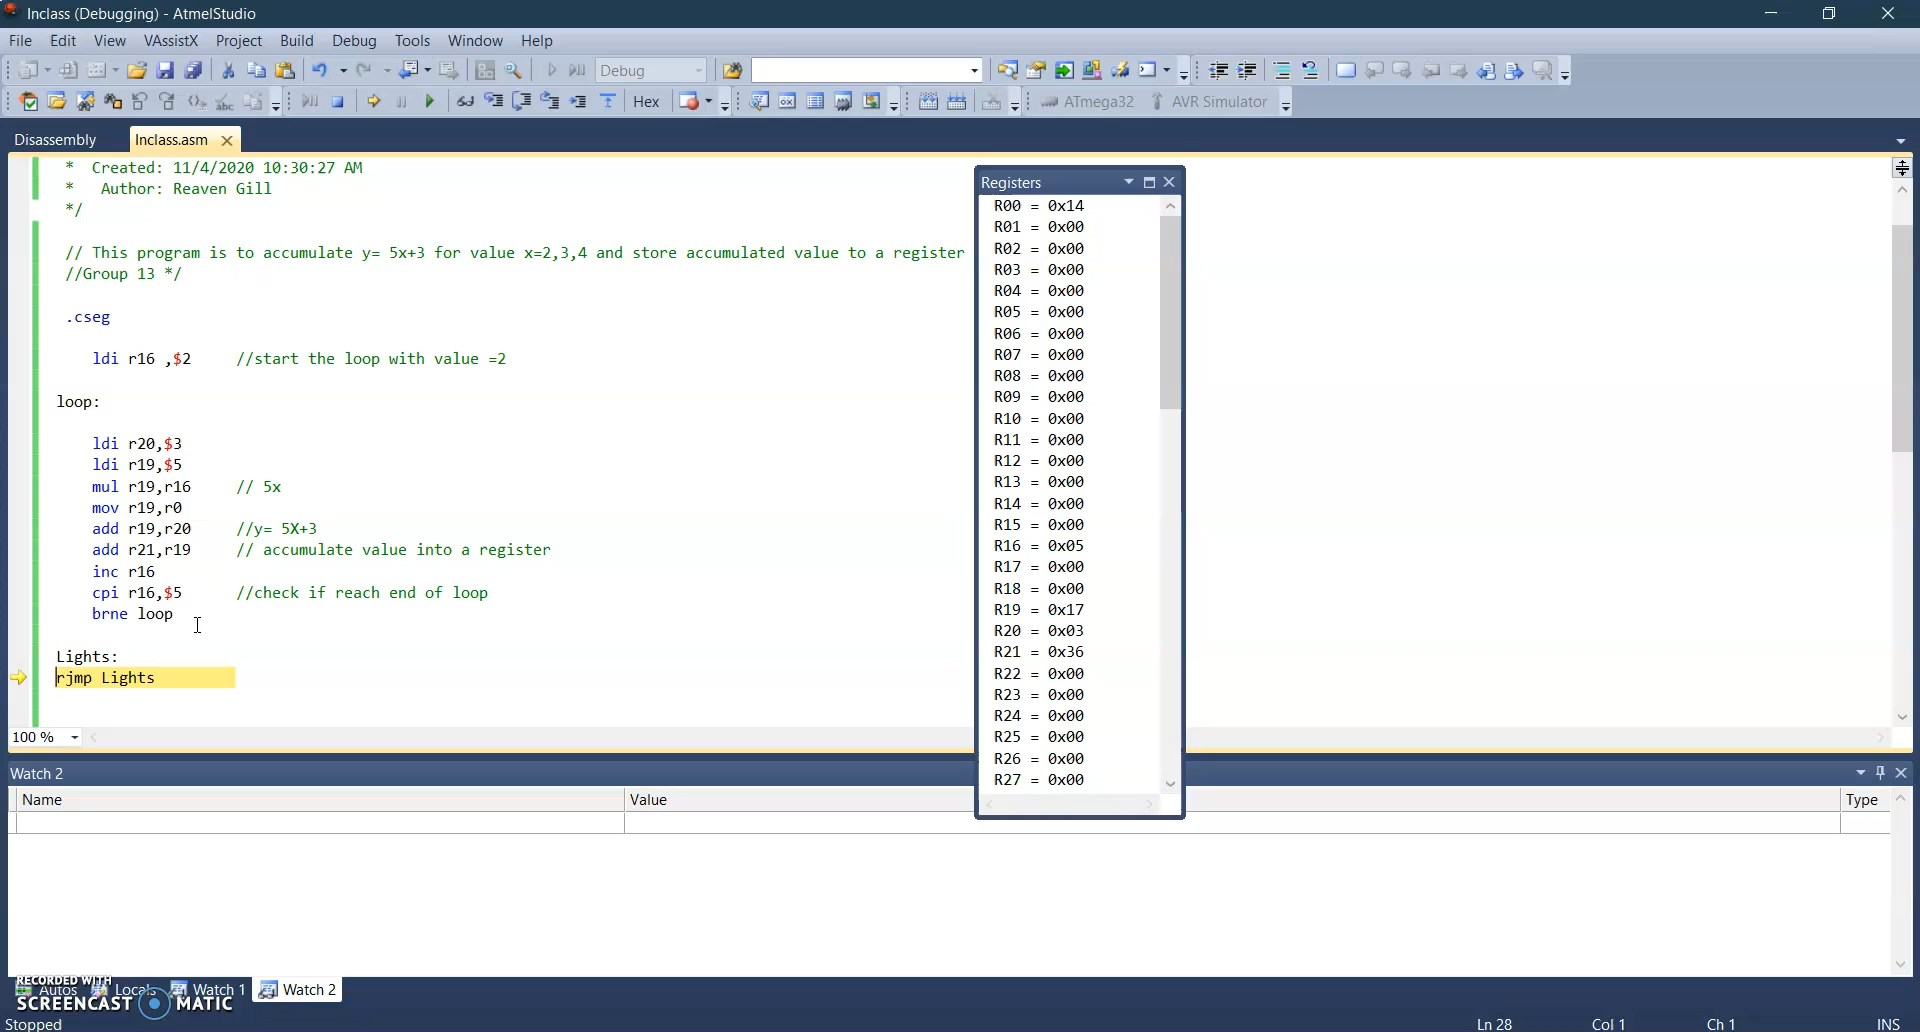 Inclass (Debugging) - AtmelStudio
File Edit View VAssistX Project Build Debug Tools Window Help
Debug
Hex ATmega32 AVR Simulator
Disassembly Inclass.asm
* Created: 11/4/2020 10:30:27 AM
* Author: Reaven Gill
*/
// This program is to accumulate y= 5x+3 for value x=2,3,4 and store accumulated value to a register
//Group 13 */
.cseg
ldi r16 ,$2 //start the loop with value =2
loop:
ldi r20,$3
ldi r19,$5
mul r19,r16 // 5x
mov r19,r0
add r19,r20 //y= 5X+3
add r21,r19 // accumulate value into a register
inc r16
cpi r16,$5 //check if reach end of loop
brne loop
Lights:
rjmp Lights
100 %
Registers
R00 = 0x14
R01 = 0x00
R02 = 0x00
R03 = 0x00
R04 = 0x00
R05 = 0x00
R06 = 0x00
R07 = 0x00
R08 = 0x00
R09 = 0x00
R10 = 0x00
R11 = 0x00
R12 = 0x00
R13 = 0x00
R14 = 0x00
R15 = 0x00
R16 = 0x05
R17 = 0x00
R18 = 0x00
R19 = 0x17
R20 = 0x03
R21 = 0x36
R22 = 0x00
R23 = 0x00
R24 = 0x00
R25 = 0x00
R26 = 0x00
R27 = 0x00
Watch 2
Name Value Type
Autos Locals Watch 1 Watch 2
RECORDED WITH
SCREENCAST MATIC
Stopped Ln 28 Col 1 Ch 1 INS